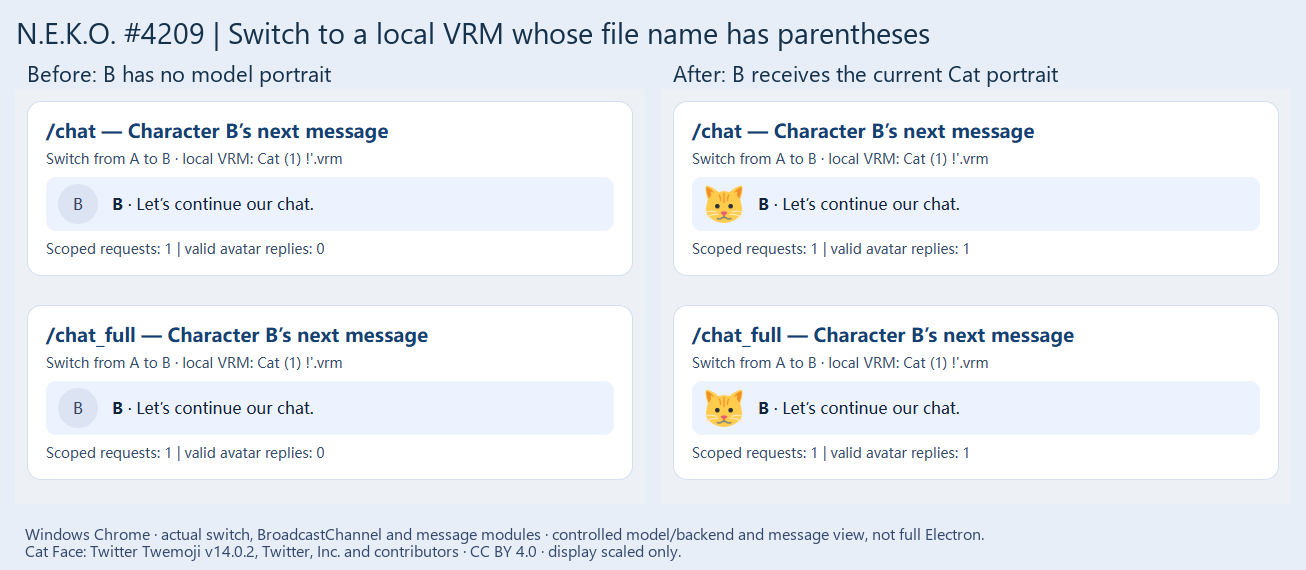 N.E.K.O. #4209 | Switch to a local VRM whose file name has parentheses
Before: B has no model portrait
/chat — Character B’s next message
Switch from A to B · local VRM: Cat (1) !'.vrm
B
B · Let’s continue our chat.
Scoped requests: 1 | valid avatar replies: 0
/chat_full — Character B’s next message
Switch from A to B · local VRM: Cat (1) !'.vrm
B
B · Let’s continue our chat.
Scoped requests: 1 | valid avatar replies: 0
After: B receives the current Cat portrait
/chat — Character B’s next message
Switch from A to B · local VRM: Cat (1) !'.vrm
B · Let’s continue our chat.
Scoped requests: 1 | valid avatar replies: 1
/chat_full — Character B’s next message
Switch from A to B · local VRM: Cat (1) !'.vrm
B · Let’s continue our chat.
Scoped requests: 1 | valid avatar replies: 1
Windows Chrome · actual switch, BroadcastChannel and message modules · controlled model/backend and message view, not full Electron.
Cat Face: Twitter Twemoji v14.0.2, Twitter, Inc. and contributors · CC BY 4.0 · display scaled only.